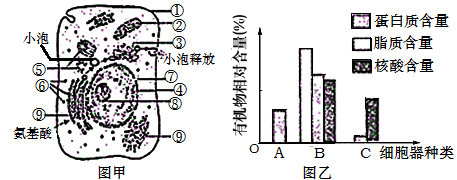 ①
②
小泡
③
小泡释放
⑤
⑦
⑥
④
⑧
⑨
⑨
氨基酸
图甲
有机物相对含量(%)
蛋白质含量
脂质含量
核酸含量
O
A
B
C
细胞器种类
图乙